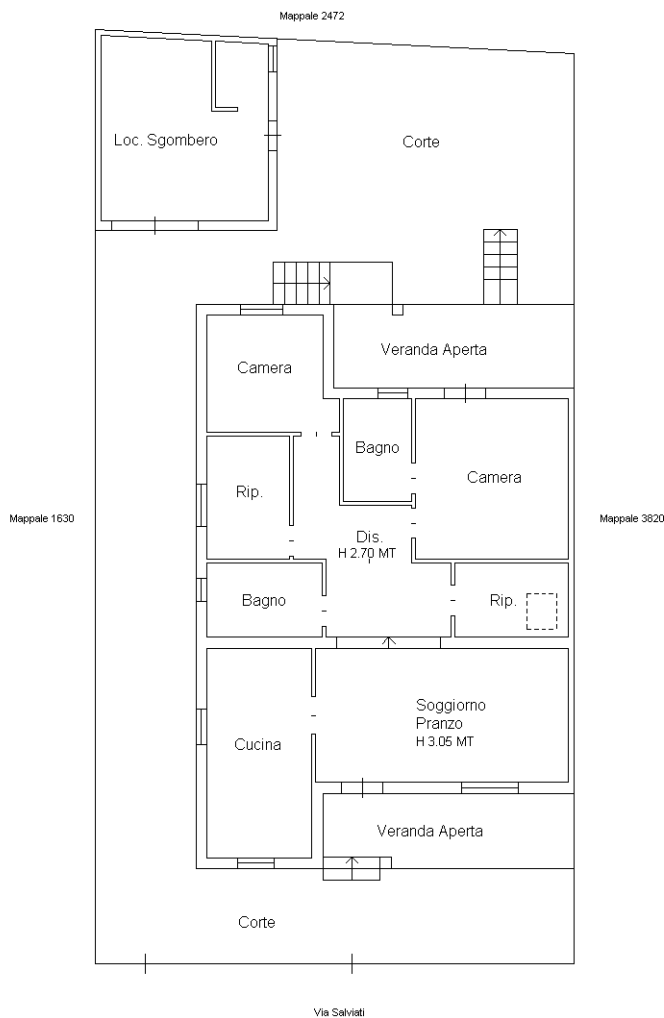 Mappale 2472
Loc. Sgombero
Corte
Veranda Aperta
Camera
Bagno
Camera
Rip.
Mappale 1630
Mappale 3820
Dis.
H 2.70 MT
Bagno
Rip.
Soggiorno
Pranzo
H 3.05 MT
Cucina
Veranda Aperta
Corte
Via Salviati